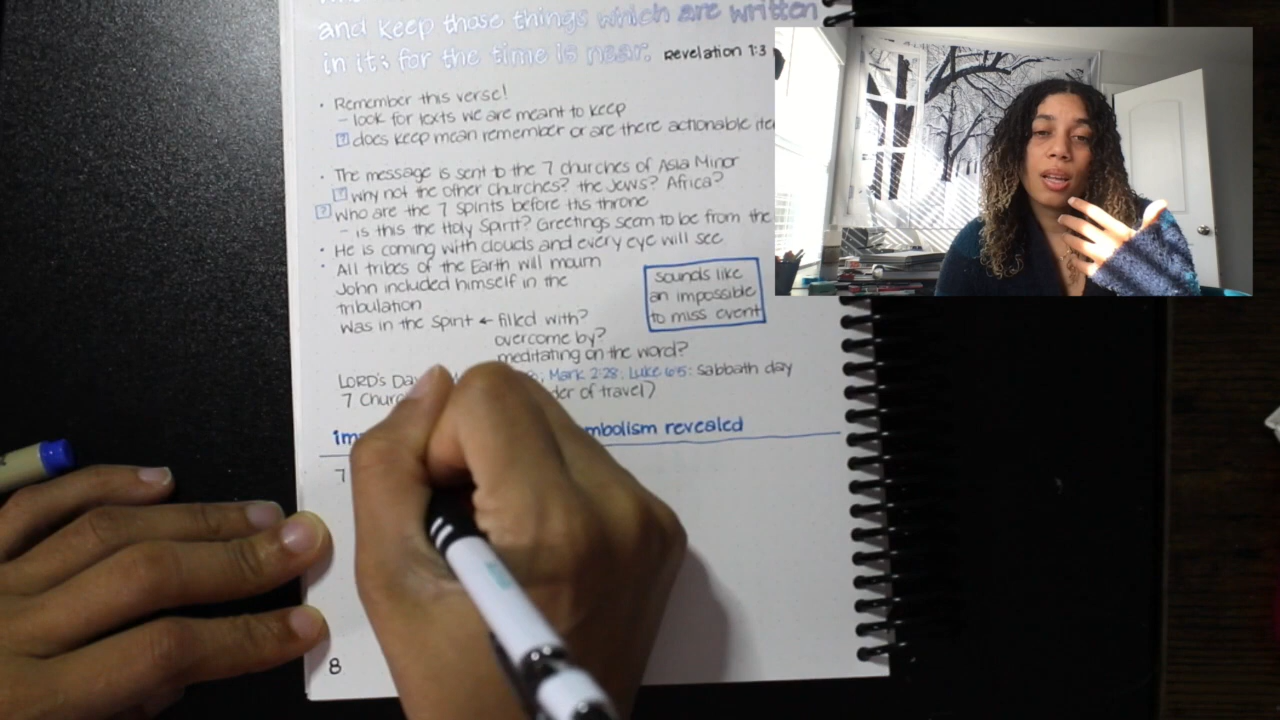 and keep those things which are written
in it; for the time is near. Revelation 1:3
• Remember this verse!
– look for texts we are meant to keep
? does keep mean remember or are there actionable
• The message is sent to the 7 churches of Asia Minor
? why not the other churches? the Jews? Africa?
? Who are the 7 spirits before his throne
– is this the Holy Spirit? Greetings seem to be from the
• He is coming with clouds and every eye will see
• All tribes of the Earth will mourn
John included himself in the
tribulation
sounds like
an impossible
to miss event
Was in the Spirit ← filled with?
overcome by?
meditating on the word?
LORD's Day Mark 2:28; Luke 6:5: sabbath day
7 of travel)
revealed
7
8